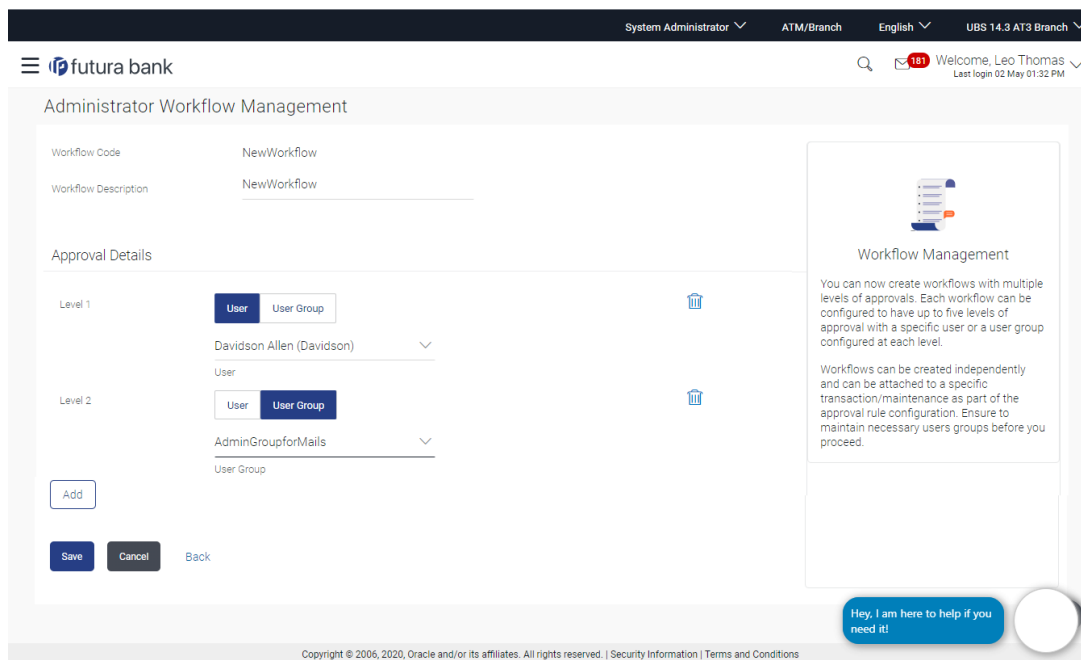 System Administrator ATM/Branch English UBS 14.3 AT3 Branch
futura bank
181
Welcome, Leo Thomas
Last login 02 May 01:32 PM
Administrator Workflow Management
Workflow Code NewWorkflow
Workflow Description NewWorkflow
Approval Details
Level 1 User User Group
Davidson Allen (Davidson)
User
Level 2 User User Group
AdminGroupforMails
User Group
Add
Save Cancel Back
Workflow Management
You can now create workflows with multiple
levels of approvals. Each workflow can be
configured to have up to five levels of
approval with a specific user or a user group
configured at each level.
Workflows can be created independently
and can be attached to a specific
transaction/maintenance as part of the
approval rule configuration. Ensure to
maintain necessary users groups before you
proceed.
Hey, I am here to help if you
need it!
Copyright © 2006, 2020, Oracle and/or its affiliates. All rights reserved. | Security Information | Terms and Conditions